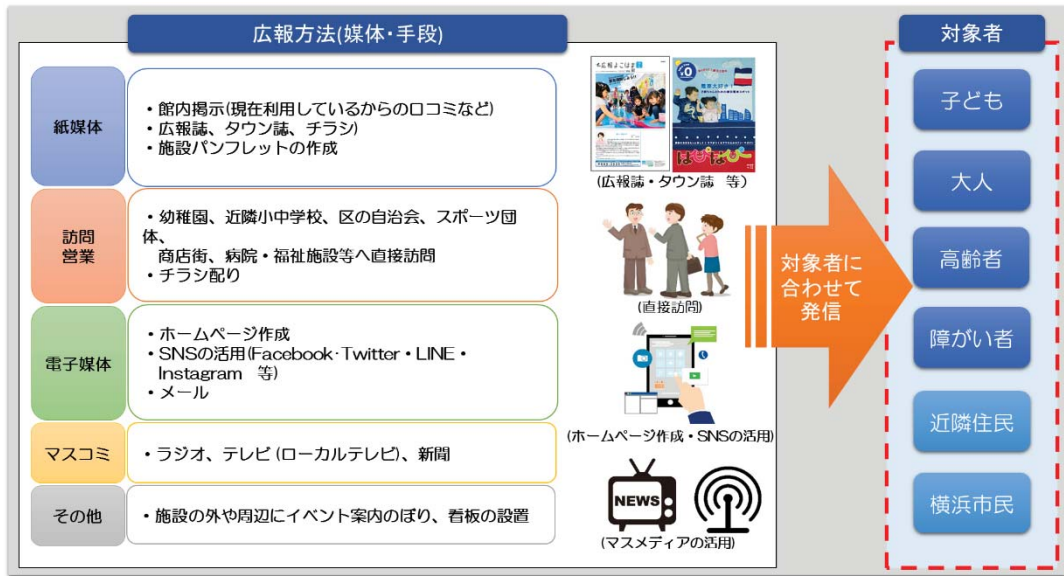 広報方法(媒体・手段)
対象者
紙媒体
・館内掲示(現在利用しているからの口コミなど)
・広報誌、タウン誌、チラシ)
・施設パンフレットの作成
広報よこはま
はぴはぴ
(広報誌・タウン誌 等)
訪問
営業
・幼稚園、近隣小中学校、区の自治会、スポーツ団
体、
商店街、病院・福祉施設等へ直接訪問
・チラシ配り
(直接訪問)
電子媒体
・ホームページ作成
・SNSの活用(Facebook・Twitter・LINE・
Instagram 等)
・メール
(ホームページ作成・SNSの活用)
マスコミ
・ラジオ、テレビ(ローカルテレビ)、新聞
NEWS
その他
・施設の外や周辺にイベント案内のぼり、看板の設置
(マスメディアの活用)
対象者に
合わせて
発信
子ども
大人
高齢者
障がい者
近隣住民
横浜市民